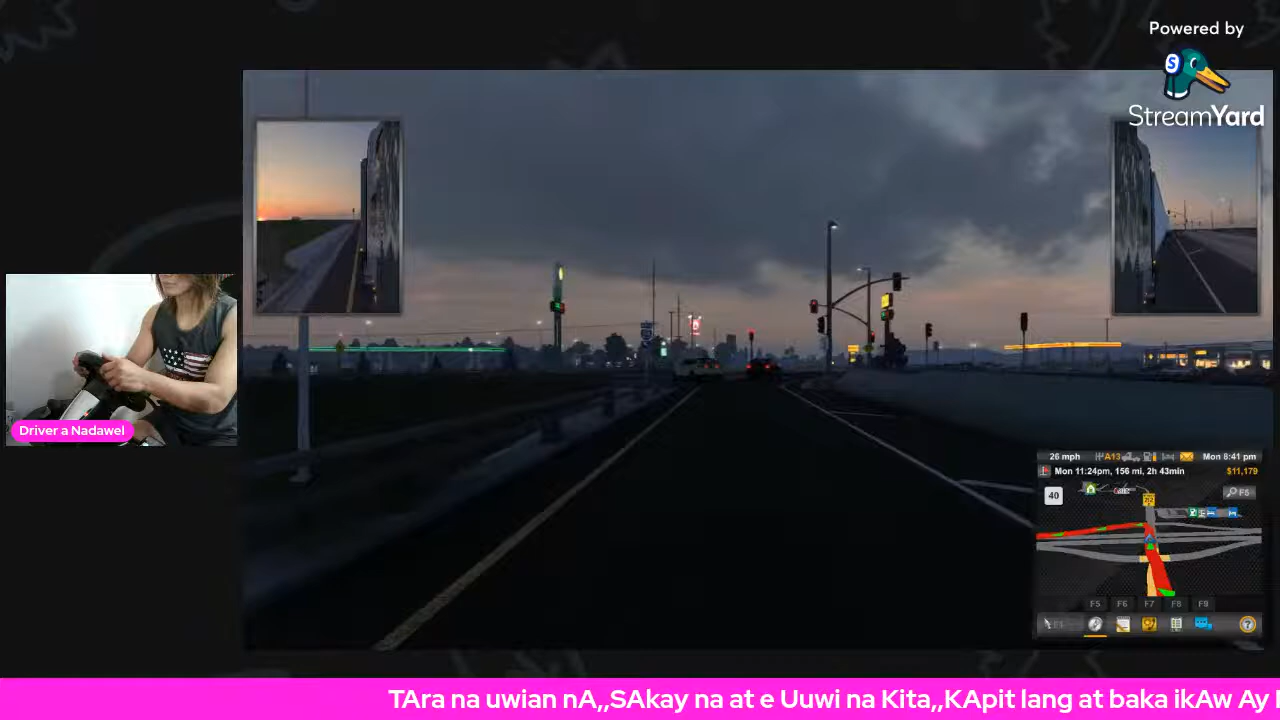 Powered by
StreamYard
Driver a Nadawel
26 mph
A13
Mon 8:41 pm
Mon 11:24pm, 156 mi, 2h 43min
$11,179
40
F5
F5 F6 F7 F8 F9
TAra na uwian nA,,SAkay na at e Uuwi na Kita,,KApit lang at baka ikAw Ay